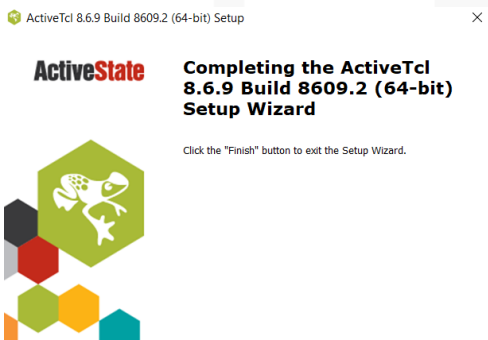 ActiveTcl 8.6.9 Build 8609.2 (64-bit) Setup
ActiveState
Completing the ActiveTcl
8.6.9 Build 8609.2 (64-bit)
Setup Wizard
Click the "Finish" button to exit the Setup Wizard.